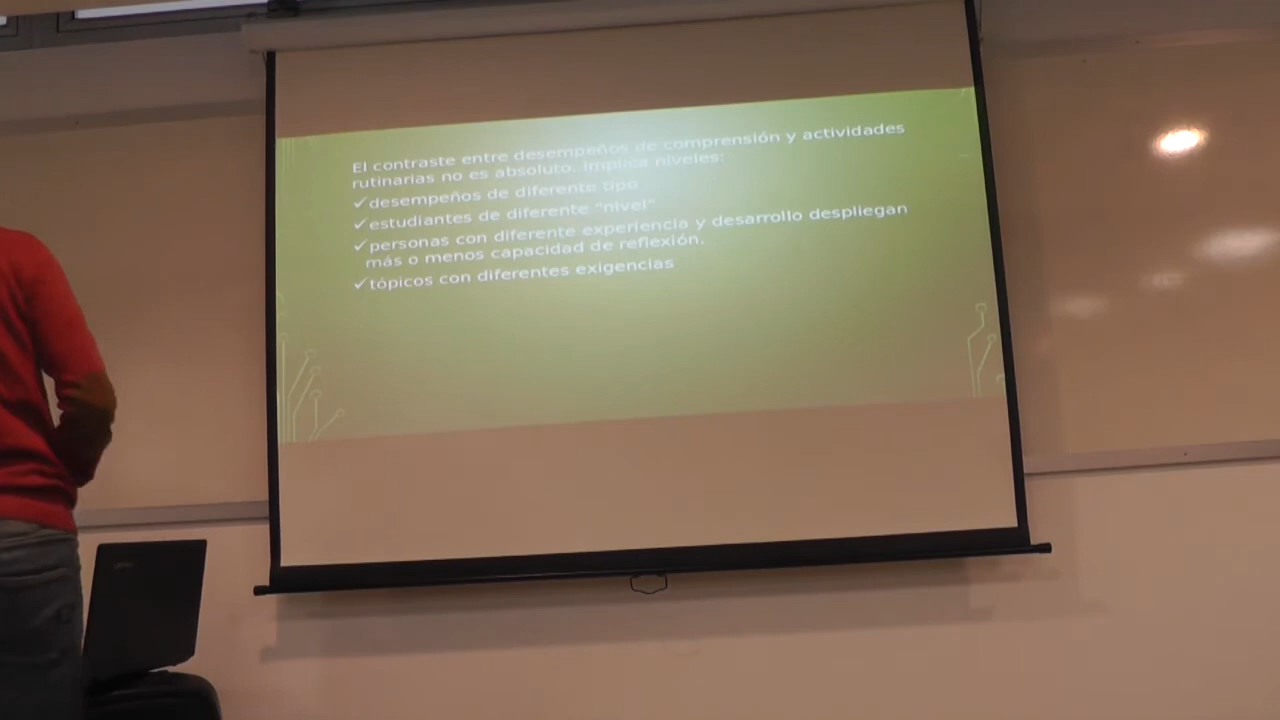 El contraste entre desempeños de comprensión y actividades
rutinarias no es absoluto. Implica niveles:
✓desempeños de diferente tipo
✓estudiantes de diferente "nivel"
✓personas con diferente experiencia y desarrollo despliegan
más o menos capacidad de reflexión.
✓tópicos con diferentes exigencias